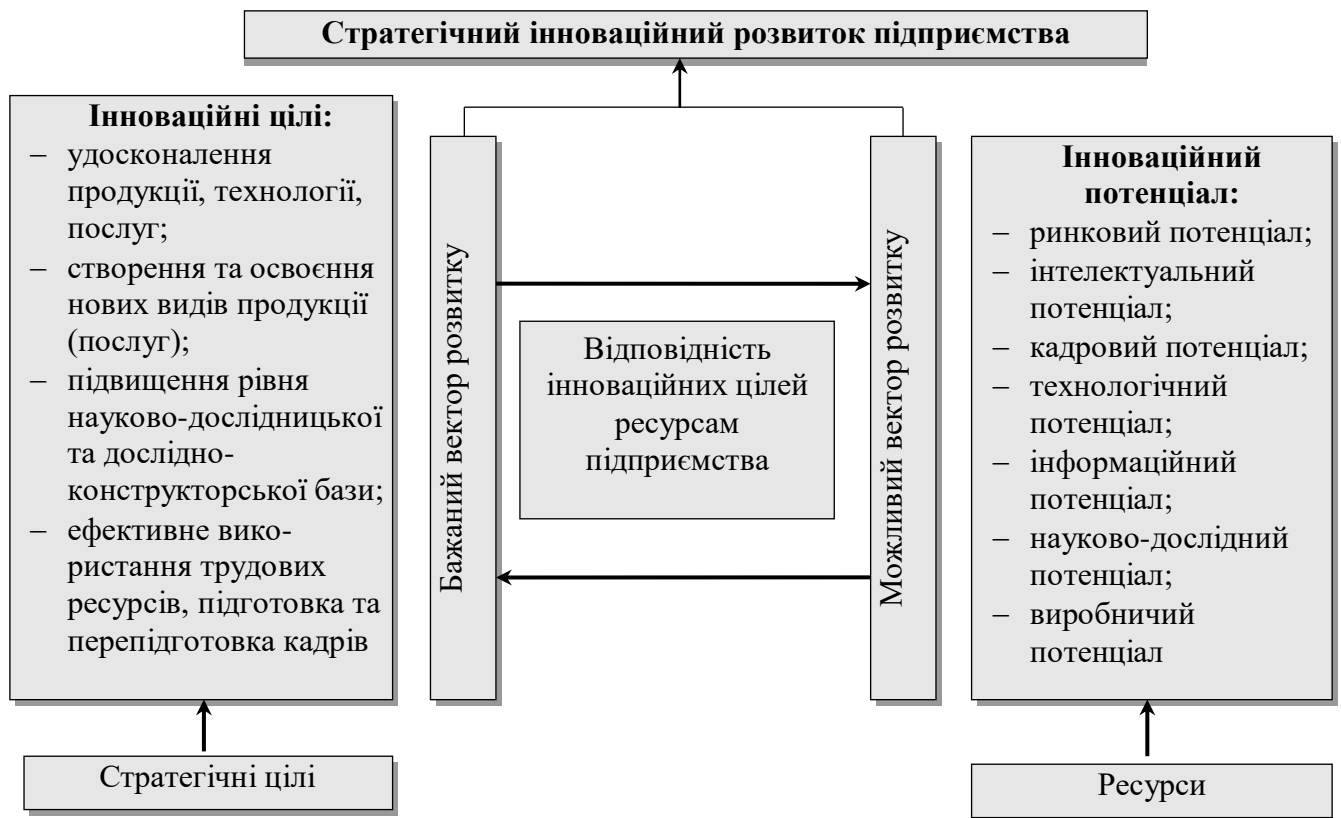 Стратегічний інноваційний розвиток підприємства
Інноваційні цілі:
– удосконалення
продукції, технології,
послуг;
– створення та освоєння
нових видів продукції
(послуг);
– підвищення рівня
науково-дослідницької
та дослідно-
конструкторської бази;
– ефективне вико-
ристання трудових
ресурсів, підготовка та
перепідготовка кадрів
Стратегічні цілі
Бажаний вектор розвитку
Відповідність
інноваційних цілей
ресурсам
підприємства
Можливий вектор розвитку
Інноваційний
потенціал:
– ринковий потенціал;
– інтелектуальний
потенціал;
– кадровий потенціал;
– технологічний
потенціал;
– інформаційний
потенціал;
– науково-дослідний
потенціал;
– виробничий
потенціал
Ресурси